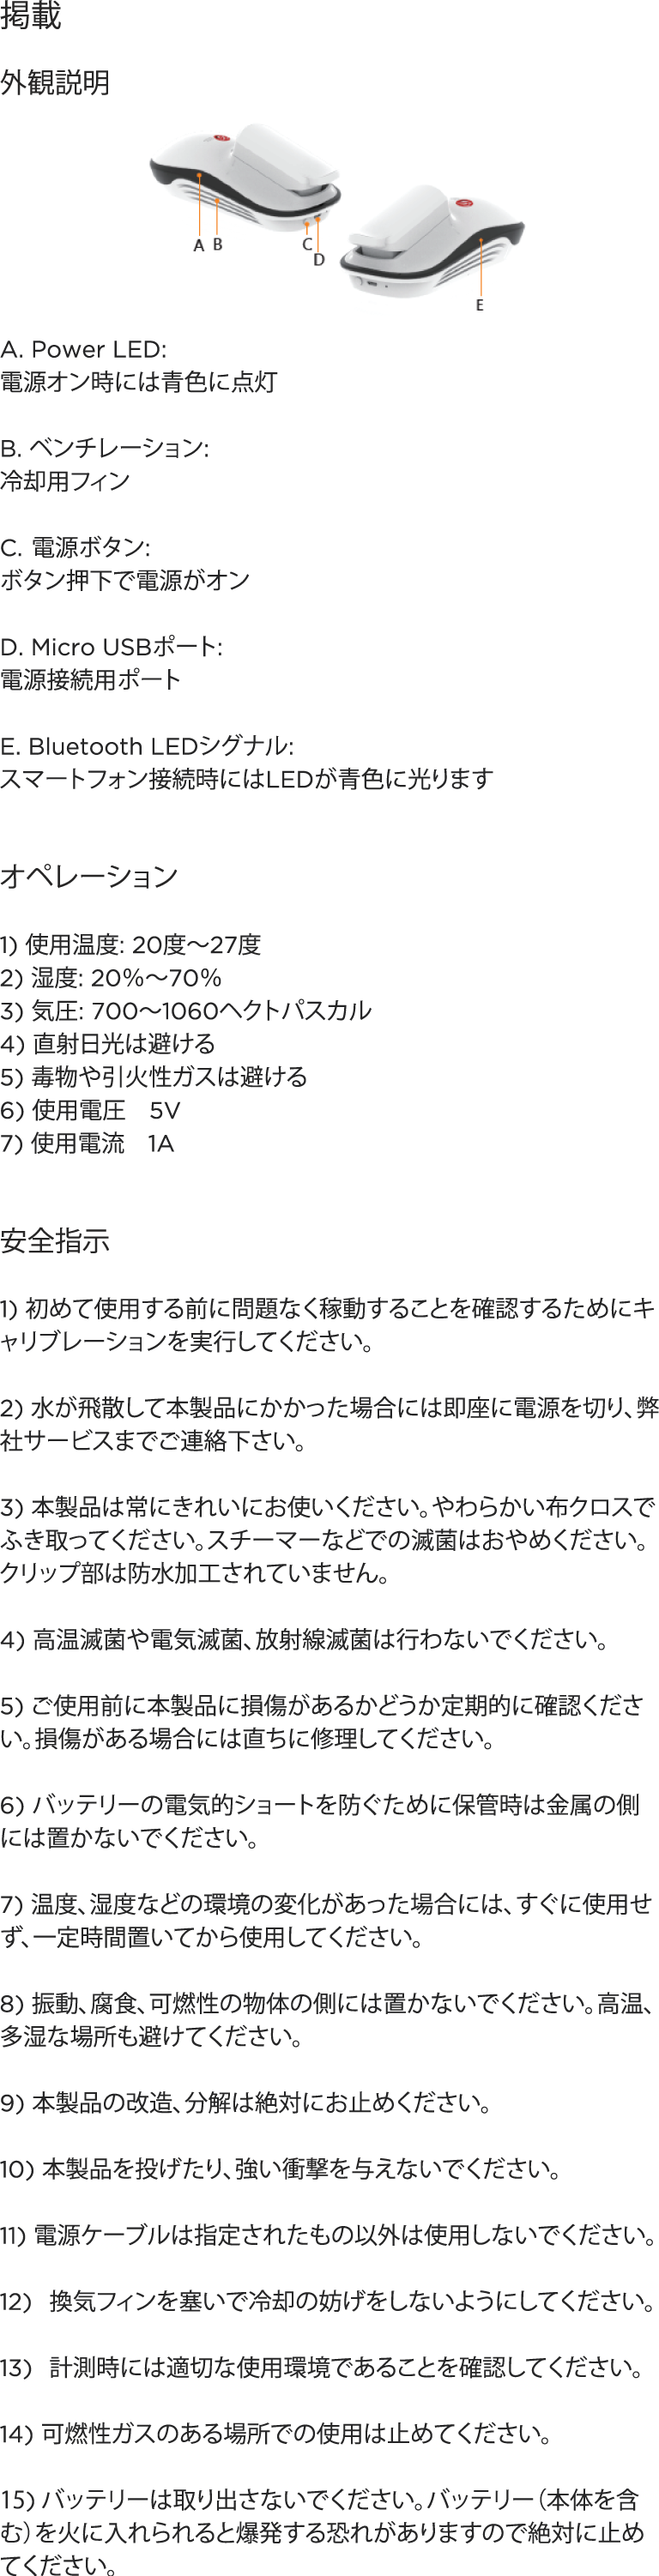 掲載
外観説明
A B C D
E
A. Power LED:
電源オン時には青色に点灯
B. ベンチレーション:
冷却用フィン
C. 電源ボタン:
ボタン押下で電源がオン
D. Micro USBポート:
電源接続用ポート
E. Bluetooth LEDシグナル:
スマートフォン接続時にはLEDが青色に光ります
オペレーション
1) 使用温度: 20度〜27度
2) 湿度: 20%〜70%
3) 気圧: 700〜1060ヘクトパスカル
4) 直射日光は避ける
5) 毒物や引火性ガスは避ける
6) 使用電圧　5V
7) 使用電流　1A
安全指示
1) 初めて使用する前に問題なく稼動することを確認するためにキ
ャリブレーションを実行してください。
2) 水が飛散して本製品にかかった場合には即座に電源を切り、弊
社サービスまでご連絡下さい。
3) 本製品は常にきれいにお使いください。やわらかい布クロスで
ふき取ってください。スチーマーなどでの滅菌はおやめください。
クリップ部は防水加工されていません。
4) 高温滅菌や電気滅菌、放射線滅菌は行わないでください。
5) ご使用前に本製品に損傷があるかどうか定期的に確認くださ
い。損傷がある場合には直ちに修理してください。
6) バッテリーの電気的ショートを防ぐために保管時は金属の側
には置かないでください。
7) 温度、湿度などの環境の変化があった場合には、すぐに使用せ
ず、一定時間置いてから使用してください。
8) 振動、腐食、可燃性の物体の側には置かないでください。高温、
多湿な場所も避けてください。
9) 本製品の改造、分解は絶対にお止めください。
10) 本製品を投げたり、強い衝撃を与えないでください。
11) 電源ケーブルは指定されたもの以外は使用しないでください。
12)　換気フィンを塞いで冷却の妨げをしないようにしてください。
13)　計測時には適切な使用環境であることを確認してください。
14) 可燃性ガスのある場所での使用は止めてください。
15) バッテリーは取り出さないでください。バッテリー（本体を含
む）を火に入れられると爆発する恐れがありますので絶対に止め
てください。